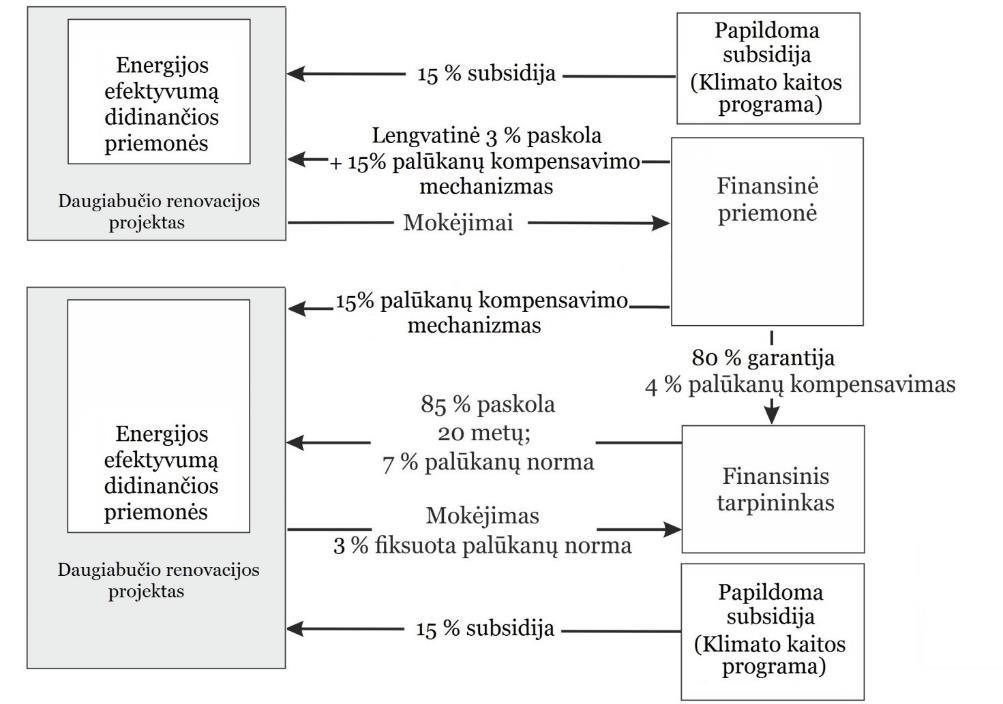 Energijos
efektyvumą
didinančios
priemonės
Daugiabučio renovacijos
projektas
15 % subsidija
Papildoma
subsidija
(Klimato kaitos
programa)
Lengvatinė 3 % paskola
+ 15% palūkanų kompensavimo
mechanizmas
Mokėjimai
Finansinė
priemonė
15% palūkanų kompensavimo
mechanizmas
80 % garantija
4 % palūkanų kompensavimas
Energijos
efektyvumą
didinančios
priemonės
Daugiabučio renovacijos
projektas
85 % paskola
20 metų;
7 % palūkanų norma
Mokėjimas
3 % fiksuota palūkanų norma
Finansinis
tarpininkas
15 % subsidija
Papildoma
subsidija
(Klimato kaitos
programa)